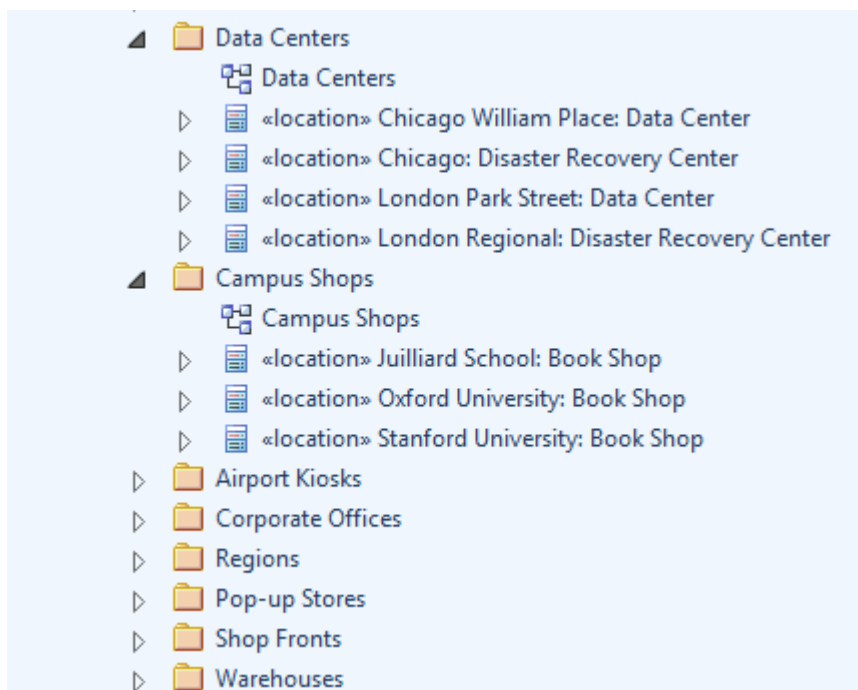 Data Centers
Data Centers
«location» Chicago William Place: Data Center
«location» Chicago: Disaster Recovery Center
«location» London Park Street: Data Center
«location» London Regional: Disaster Recovery Center
Campus Shops
Campus Shops
«location» Juilliard School: Book Shop
«location» Oxford University: Book Shop
«location» Stanford University: Book Shop
Airport Kiosks
Corporate Offices
Regions
Pop-up Stores
Shop Fronts
Warehouses